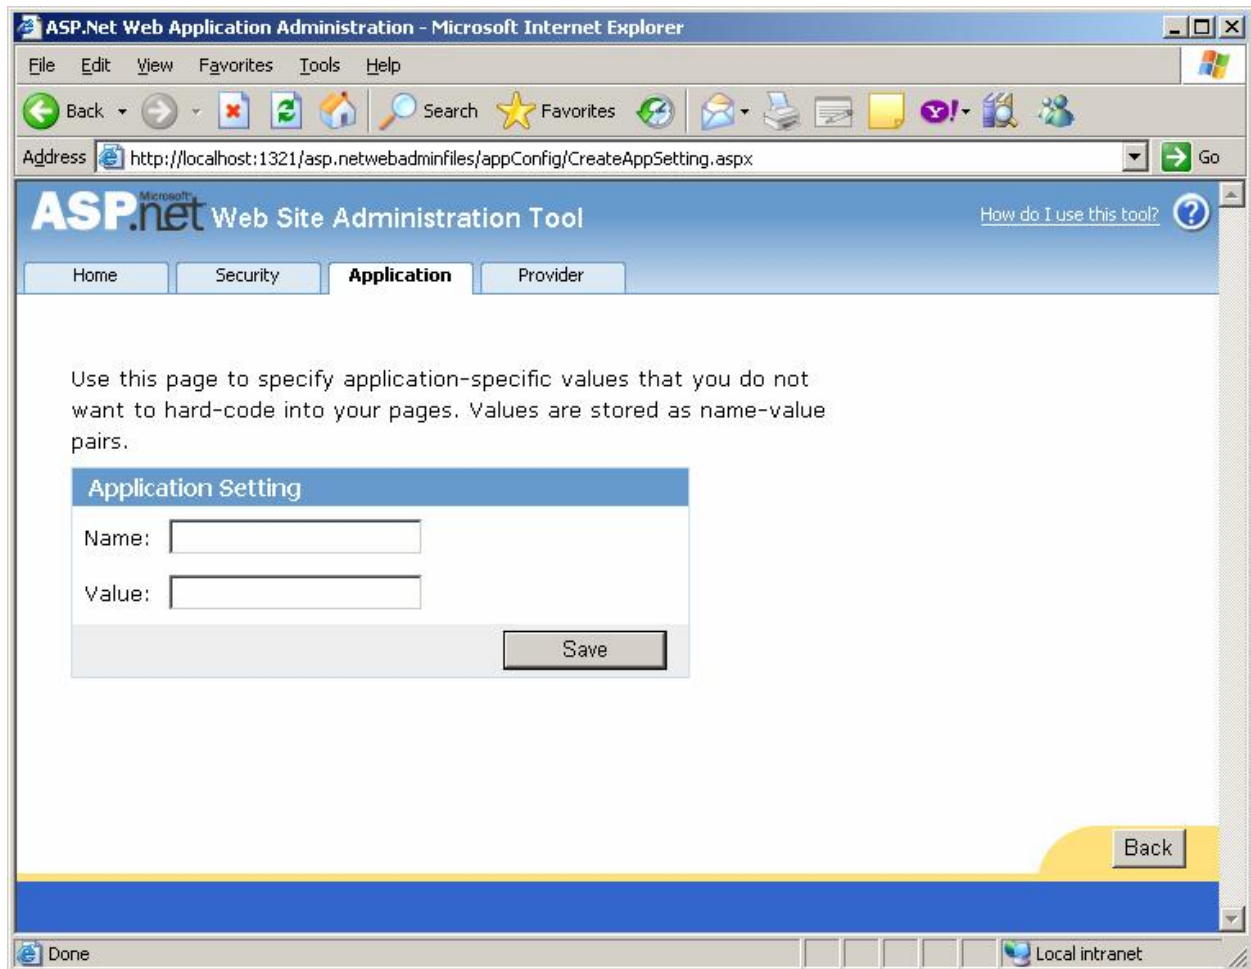 ASP.Net Web Application Administration - Microsoft Internet Explorer
File Edit View Favorites Tools Help
Back Search Favorites
Address http://localhost:1321/asp.netwebadminfiles/appConfig/CreateAppSetting.aspx Go
Microsoft
ASP.net Web Site Administration Tool How do I use this tool? ?
Home Security Application Provider
Use this page to specify application-specific values that you do not
want to hard-code into your pages. Values are stored as name-value
pairs.
Application Setting
Name:
Value:
Save
Back
Done Local intranet